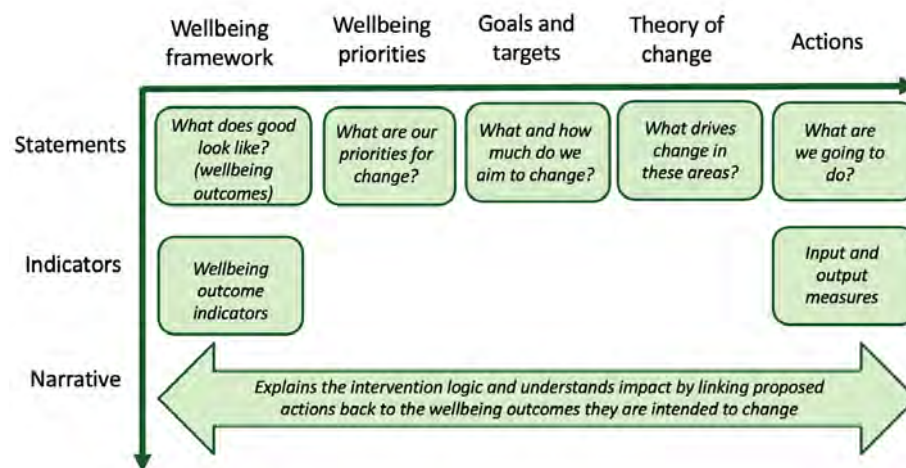 Wellbeing
framework
Wellbeing
priorities
Goals and
targets
Theory of
change
Actions
Statements
What does good
look like?
(wellbeing
outcomes)
What are our
priorities for
change?
What and how
much do we
aim to change?
What drives
change in
these areas?
What are
we going to
do?
Indicators
Wellbeing
outcome
indicators
Input and
output
measures
Narrative
Explains the intervention logic and understands impact by linking proposed
actions back to the wellbeing outcomes they are intended to change